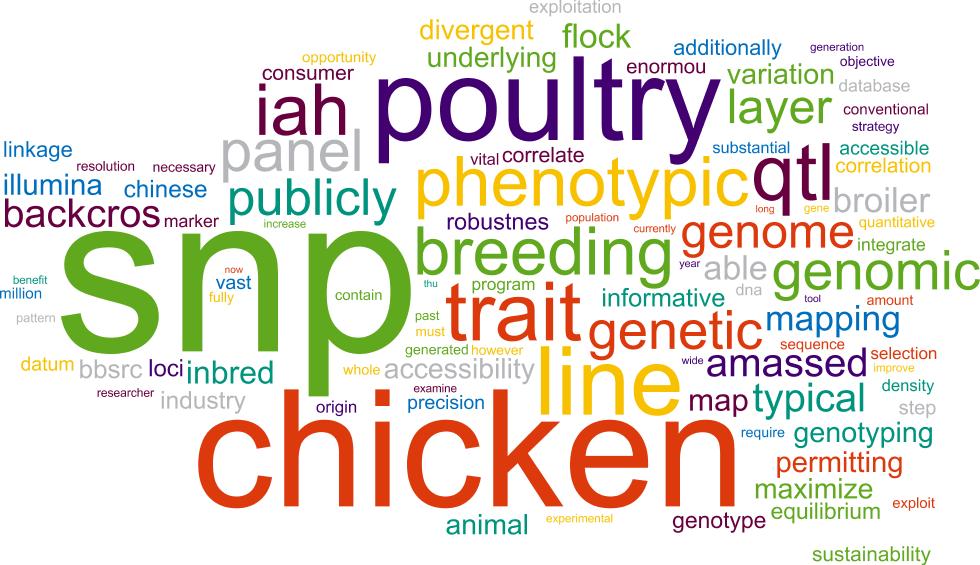 exploitation
divergent
flock
underlying
additionally
generation
objective
opportunity
consumer
enormou
variation
database
iah
poultry
layer
conventional
strategy
linkage
resolution
necessary
panel
vital
correlate
substantial
accessible
correlation
illumina
chinese
publicly
phenotypic
qtl
broiler
backcros
marker
increase
robustnes
population
long
gene
quantitative
currently
genome
integrate
snp
breeding
year
able
genomic
benefit
million
now
vast
fully
contain
thu
program
dna
informative
tool
amount
pattern
past
must
trait
genetic
mapping
sequence
generated
however
datum
bbsrc
loci
inbred
whole
accessibility
line
wide
amassed
selection
improve
researcher
industry
origin
examine
precision
map
typical
density
step
chicken
require
genotyping
permitting
maximize
equilibrium
exploit
animal
experimental
genotype
sustainability